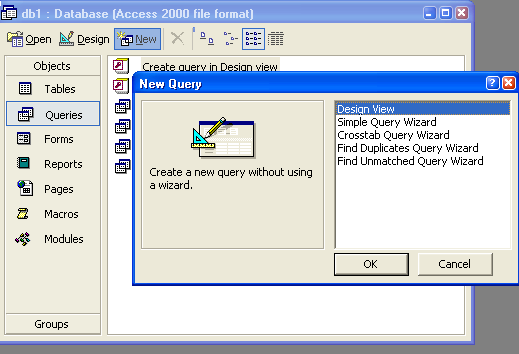 db1 : Database (Access 2000 file format)
Open Design New
Objects
Tables
Queries
Forms
Reports
Pages
Macros
Modules
Groups
Create query in Design view
New Query
Create a new query without using
a wizard.
Design View
Simple Query Wizard
Crosstab Query Wizard
Find Duplicates Query Wizard
Find Unmatched Query Wizard
OK Cancel